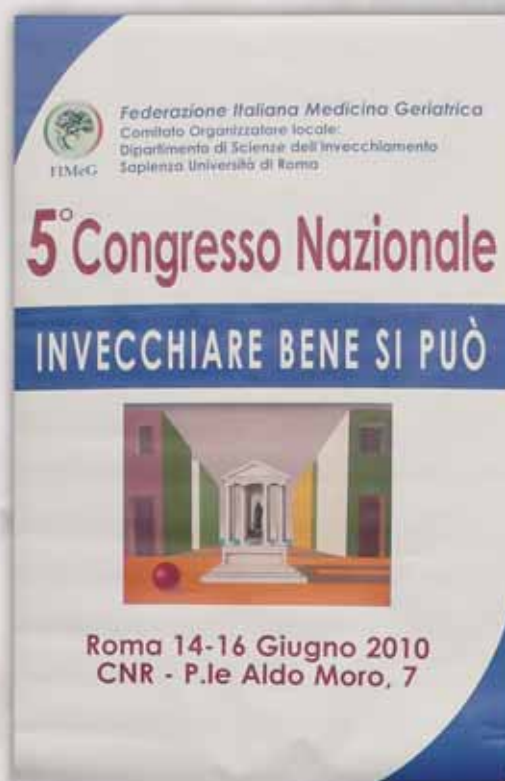 Federazione Italiana Medicina Geriatrica
Comitato Organizzatore locale:
Dipartimento di Scienze dell'Invecchiamento
Sapienza Università di Roma
FIMeG
5° Congresso Nazionale
INVECCHIARE BENE SI PUÒ
Roma 14-16 Giugno 2010
CNR - P.le Aldo Moro, 7